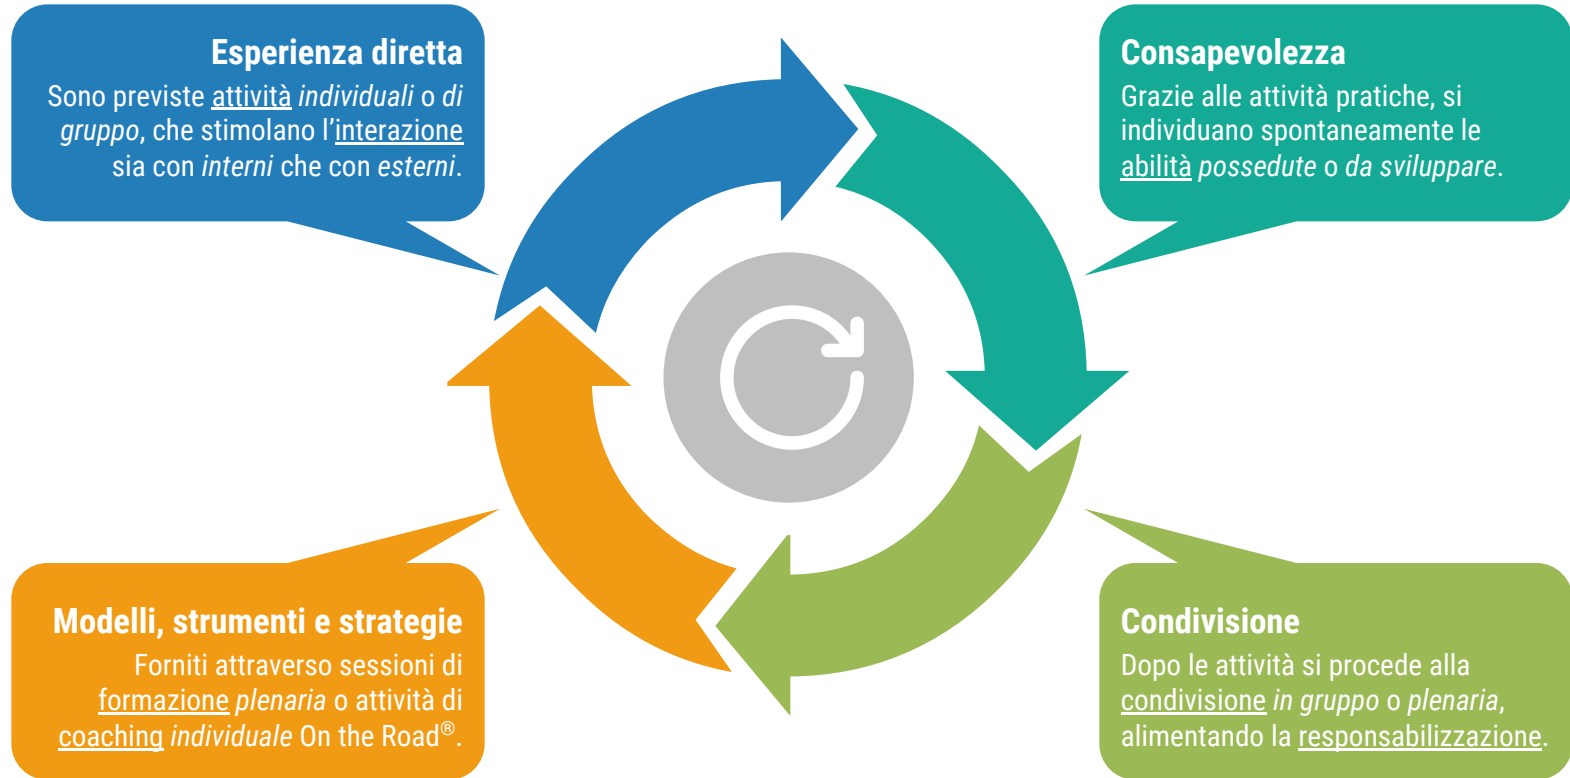 Esperienza diretta
Sono previste attività individuali o di
gruppo, che stimolano l'interazione
sia con interni che con esterni.
Consapevolezza
Grazie alle attività pratiche, si
individuano spontaneamente le
abilità possedute o da sviluppare.
Modelli, strumenti e strategie
Forniti attraverso sessioni di
formazione plenaria o attività di
coaching individuale On the Road®.
Condivisione
Dopo le attività si procede alla
condivisione in gruppo o plenaria,
alimentando la responsabilizzazione.